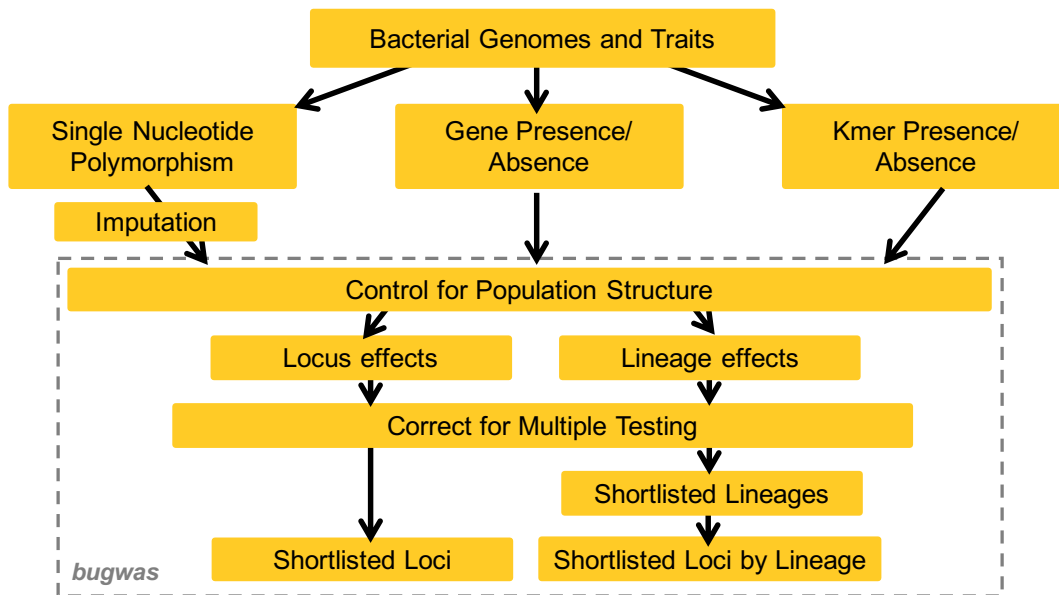 Bacterial Genomes and Traits
Single Nucleotide
Polymorphism
Gene Presence/
Absence
Kmer Presence/
Absence
Imputation
Control for Population Structure
Locus effects
Lineage effects
Correct for Multiple Testing
Shortlisted Lineages
Shortlisted Loci
Shortlisted Loci by Lineage
bugwas